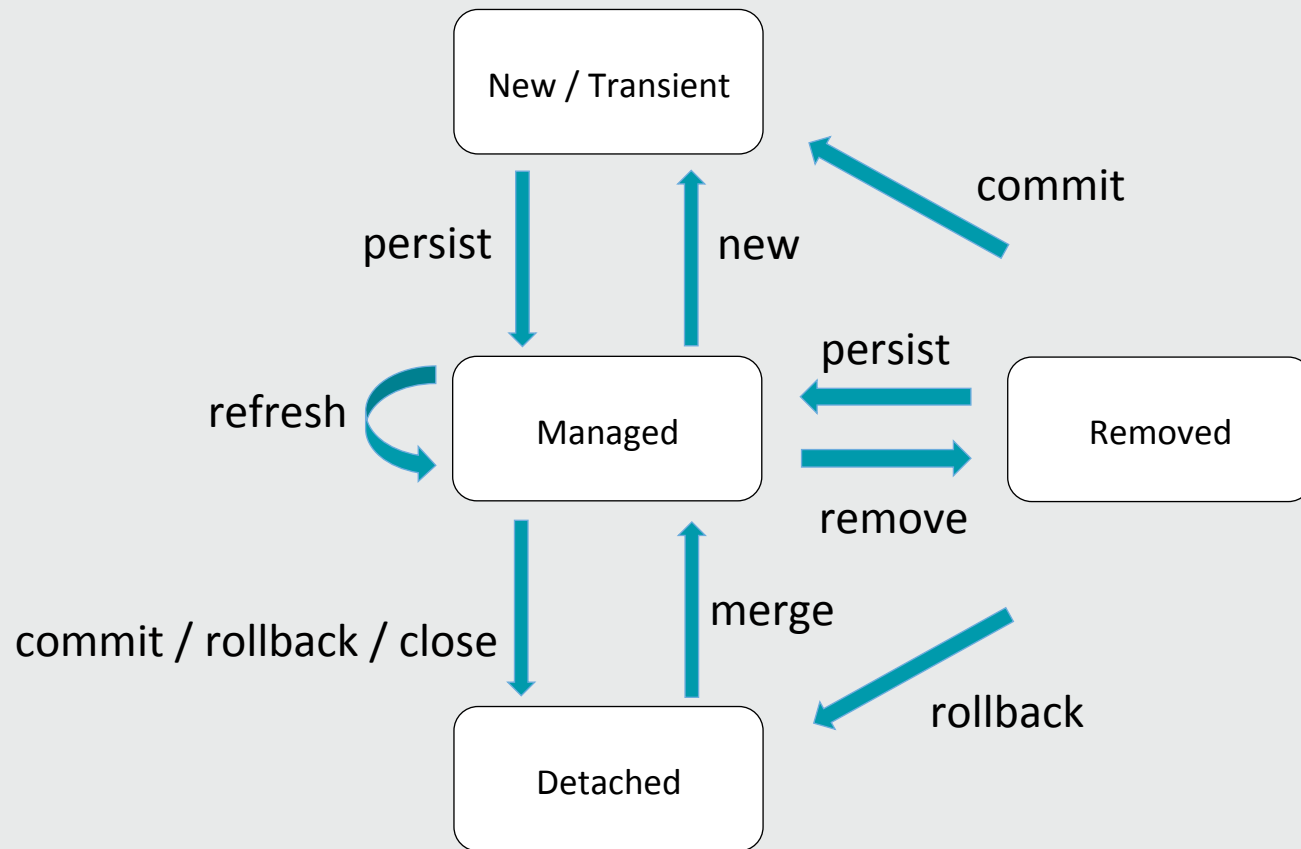 New / Transient
commit
persist
new
persist
refresh
Managed
Removed
remove
merge
commit / rollback / close
rollback
Detached